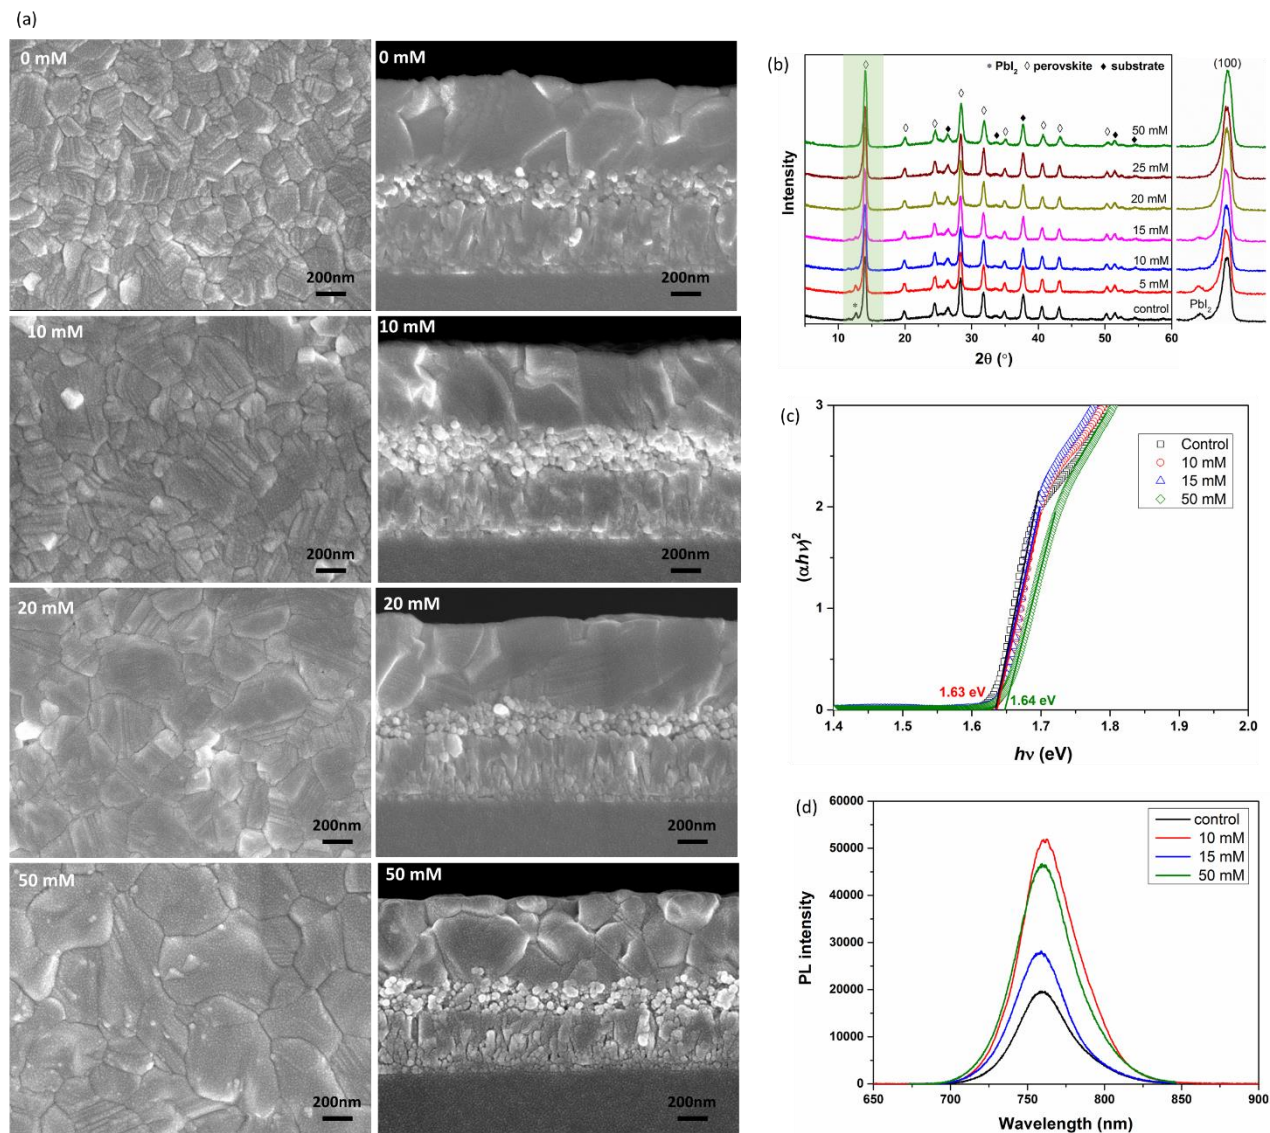 (a)
0 mM
200nm
0 mM
200nm
10 mM
200nm
10 mM
200nm
20 mM
200nm
20 mM
200nm
50 mM
200nm
50 mM
200nm
(b)
* PbI₂ ◊ perovskite ♦ substrate
(100)
50 mM
25 mM
20 mM
15 mM
10 mM
5 mM
control
*
PbI₂
Intensity
10 20 30 40 50 60
2θ (°)
(c)
(αhν)²
3
2
1
0
Control
10 mM
15 mM
50 mM
1.63 eV
1.64 eV
1.4 1.5 1.6 1.7 1.8 1.9 2.0
hν (eV)
(d)
PL intensity
60000
50000
40000
30000
20000
10000
0
control
10 mM
15 mM
50 mM
650 700 750 800 850 900
Wavelength (nm)